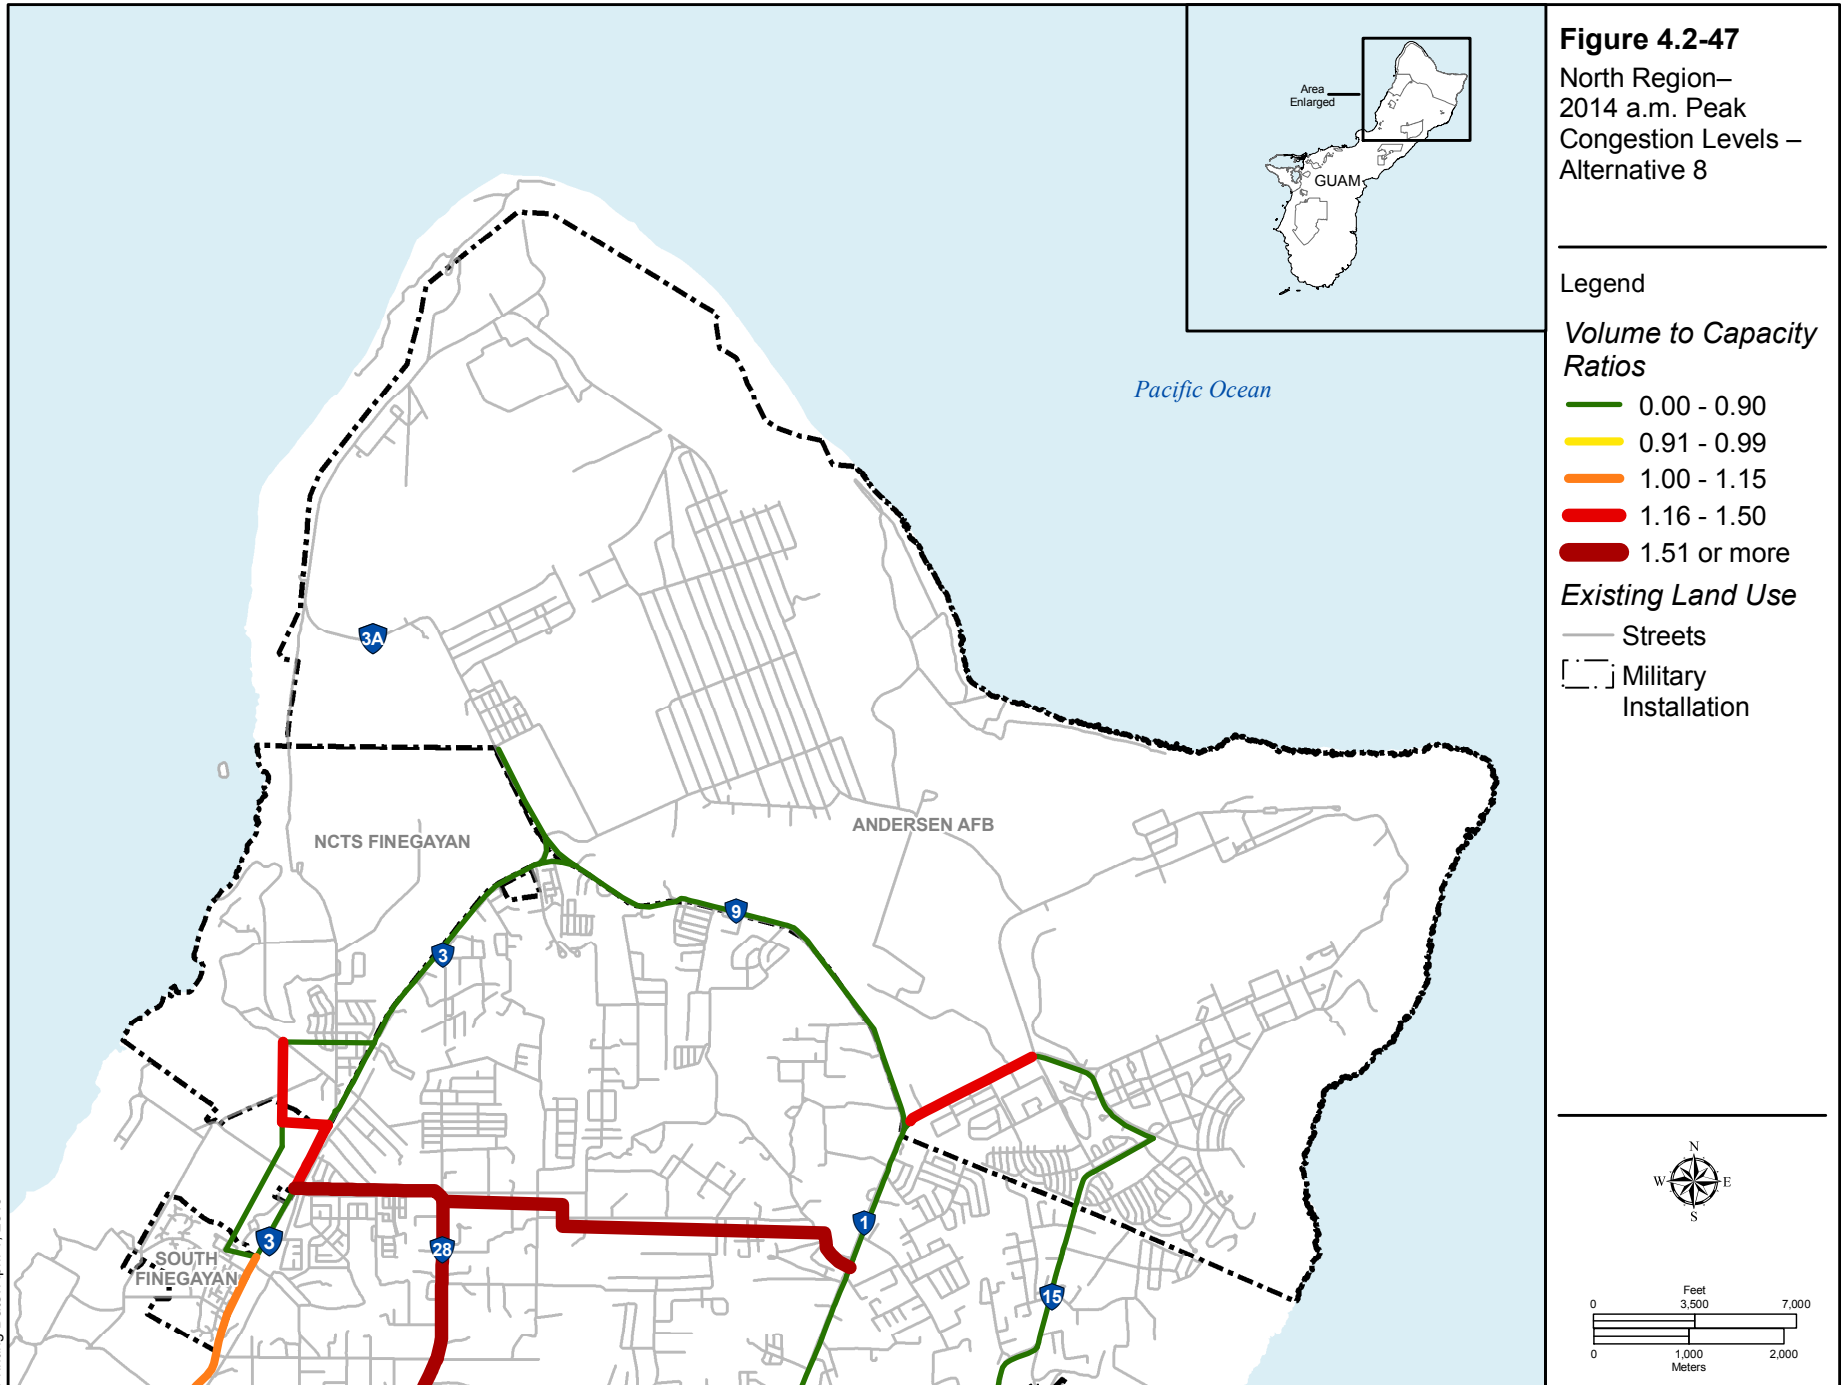 Figure 4.2-47
North Region–
2014 a.m. Peak
Congestion Levels –
Alternative 8
Area
Enlarged
GUAM
Legend
Volume to Capacity
Ratios
0.00 - 0.90
0.91 - 0.99
1.00 - 1.15
1.16 - 1.50
1.51 or more
Existing Land Use
Streets
Military
Installation
Pacific Ocean
3A
NCTS FINEGAYAN
ANDERSEN AFB
9
3
1
3
28
SOUTH
FINEGAYAN
15
N
W E
S
Feet
0 3,500 7,000
0 1,000 2,000
Meters